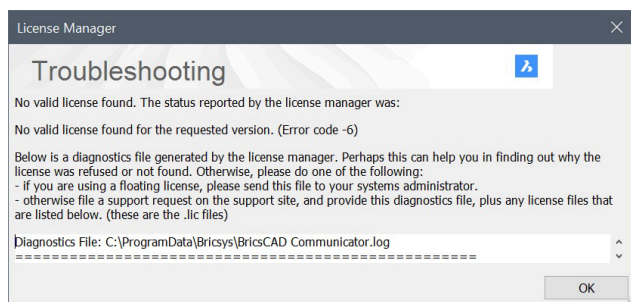 License Manager
Troubleshooting
No valid license found. The status reported by the license manager was:
No valid license found for the requested version. (Error code -6)
Below is a diagnostics file generated by the license manager. Perhaps this can help you in finding out why the
license was refused or not found. Otherwise, please do one of the following:
- if you are using a floating license, please send this file to your systems administrator.
- otherwise file a support request on the support site, and provide this diagnostic file, plus any license files that
are listed below. (these are the .lic files)
Diagnostics File: C:\ProgramData\Bricsys\BricsCAD Communicator.log
===================================================
OK